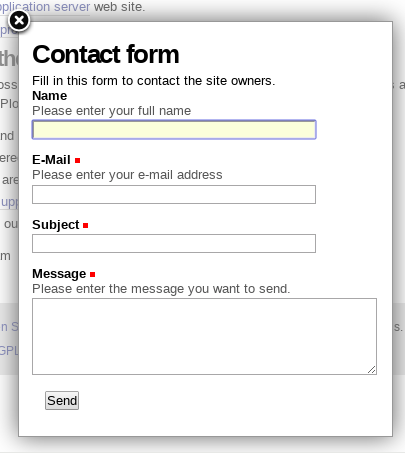 plication server web site.
Contact form
Fill in this form to contact the site owners.
Name
Please enter your full name
E-Mail
Please enter your e-mail address
Subject
Message
Please enter the message you want to send.
Send